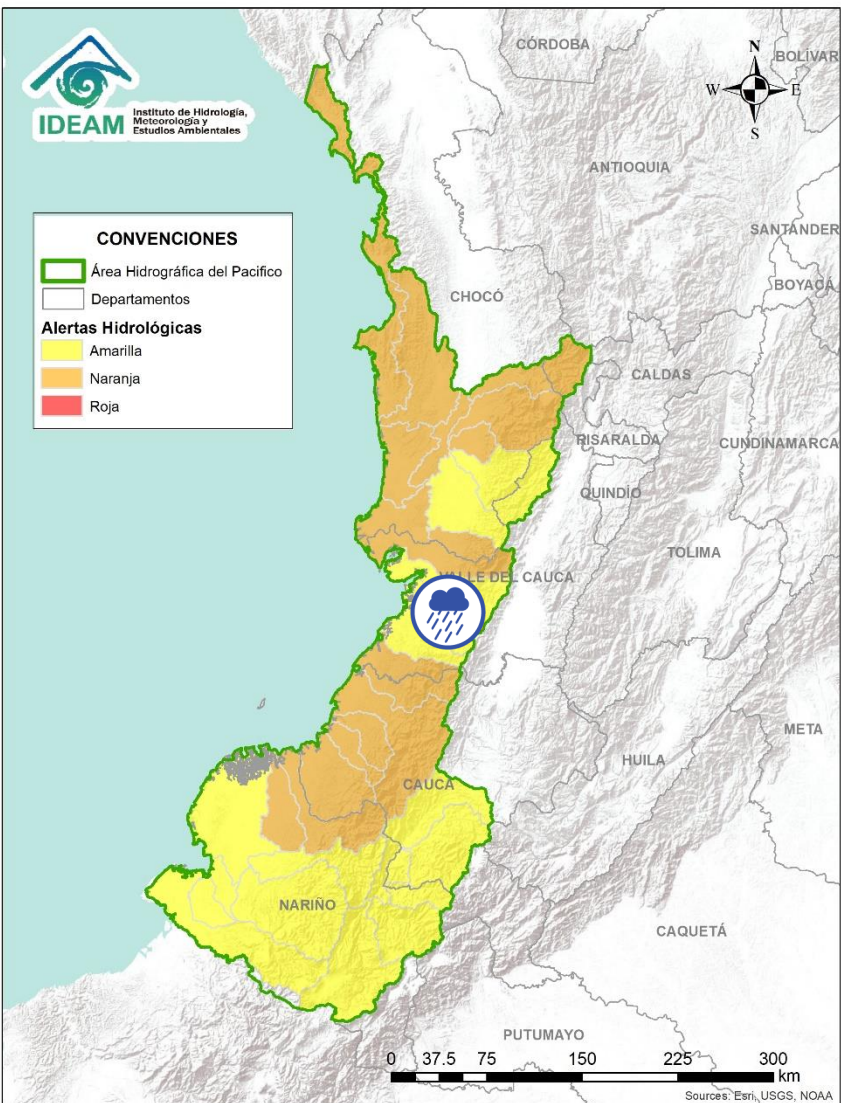 IDEAM
Instituto de Hidrología,
Meteorología y
Estudios Ambientales
CÓRDOBA
N
BOLÍVAR
W
E
S
ANTIOQUIA
CONVENCIONES
Área Hidrográfica del Pacifico
Departamentos
Alertas Hidrológicas
Amarilla
Naranja
Roja
SANTANDER
BOYACÁ
CHOCÓ
CALDAS
RISARALDA
CUNDINAMARCA
QUINDÍO
TOLIMA
VALLE DEL CAUCA
META
HUILA
CAUCA
NARIÑO
CAQUETÁ
PUTUMAYO
0 37.5 75 150 225 300
km
Sources: Esri, USGS, NOAA